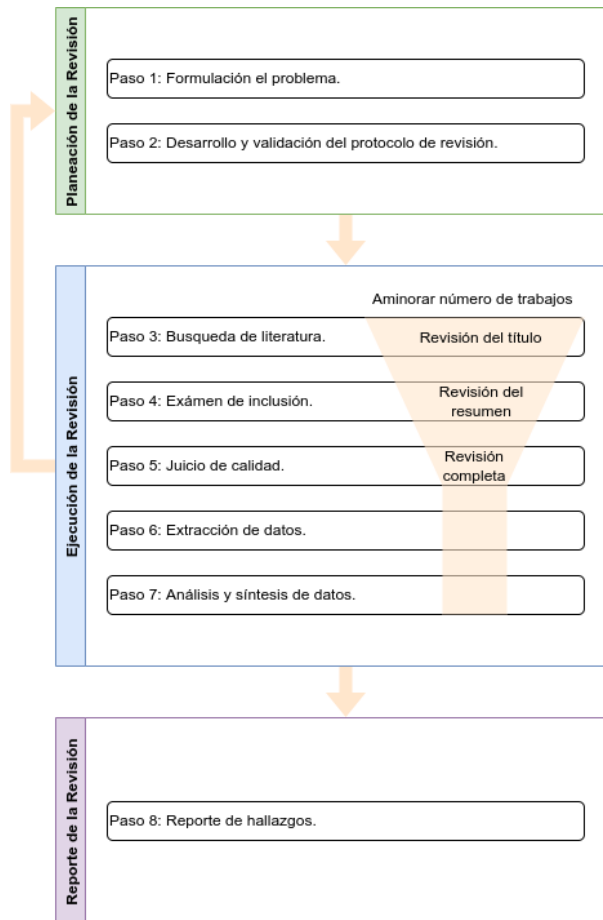 Planeación de la Revisión
Paso 1: Formulación el problema.
Paso 2: Desarrollo y validación del protocolo de revisión.
Ejecución de la Revisión
Aminorar número de trabajos
Paso 3: Busqueda de literatura.
Revisión del título
Paso 4: Exámen de inclusión.
Revisión del
resumen
Paso 5: Juicio de calidad.
Revisión
completa
Paso 6: Extracción de datos.
Paso 7: Análisis y síntesis de datos.
Reporte de la Revisión
Paso 8: Reporte de hallazgos.